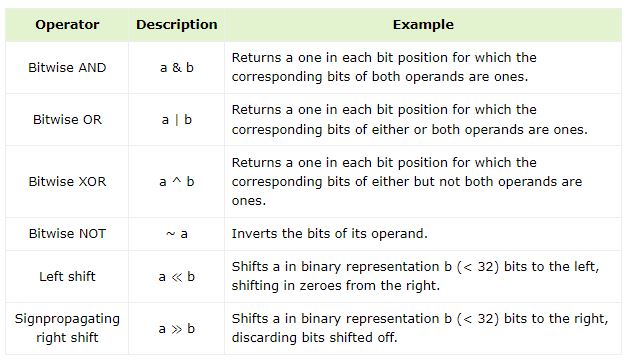 Operator Description Example
Bitwise AND a & b Returns a one in each bit position for which the
corresponding bits of both operands are ones.
Bitwise OR a | b Returns a one in each bit position for which the
corresponding bits of either or both operands are ones.
Bitwise XOR a ^ b Returns a one in each bit position for which the
corresponding bits of either but not both operands are
ones.
Bitwise NOT ~ a Inverts the bits of its operand.
Left shift a ≪ b Shifts a in binary representation b (< 32) bits to the left,
shifting in zeroes from the right.
Signpropagating
right shift a ≫ b Shifts a in binary representation b (< 32) bits to the right,
discarding bits shifted off.